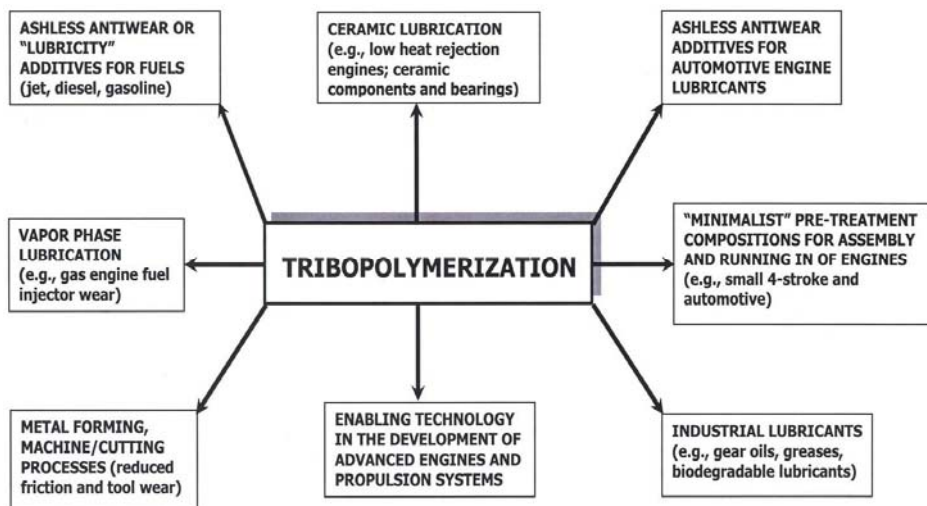 ASHLESS ANTIWEAR OR
“LUBRICITY”
ADDITIVES FOR FUELS
(jet, diesel, gasoline)
CERAMIC LUBRICATION
(e.g., low heat rejection
engines; ceramic
components and bearings)
ASHLESS ANTIWEAR
ADDITIVES FOR
AUTOMOTIVE ENGINE
LUBRICANTS
VAPOR PHASE
LUBRICATION
(e.g., gas engine fuel
injector wear)
TRIBOPOLYMERIZATION
“MINIMALIST” PRE-TREATMENT
COMPOSITIONS FOR ASSEMBLY
AND RUNNING IN OF ENGINES
(e.g., small 4-stroke and
automotive)
METAL FORMING,
MACHINE/CUTTING
PROCESSES (reduced
friction and tool wear)
ENABLING TECHNOLOGY
IN THE DEVELOPMENT OF
ADVANCED ENGINES AND
PROPULSION SYSTEMS
INDUSTRIAL LUBRICANTS
(e.g., gear oils, greases,
biodegradable lubricants)